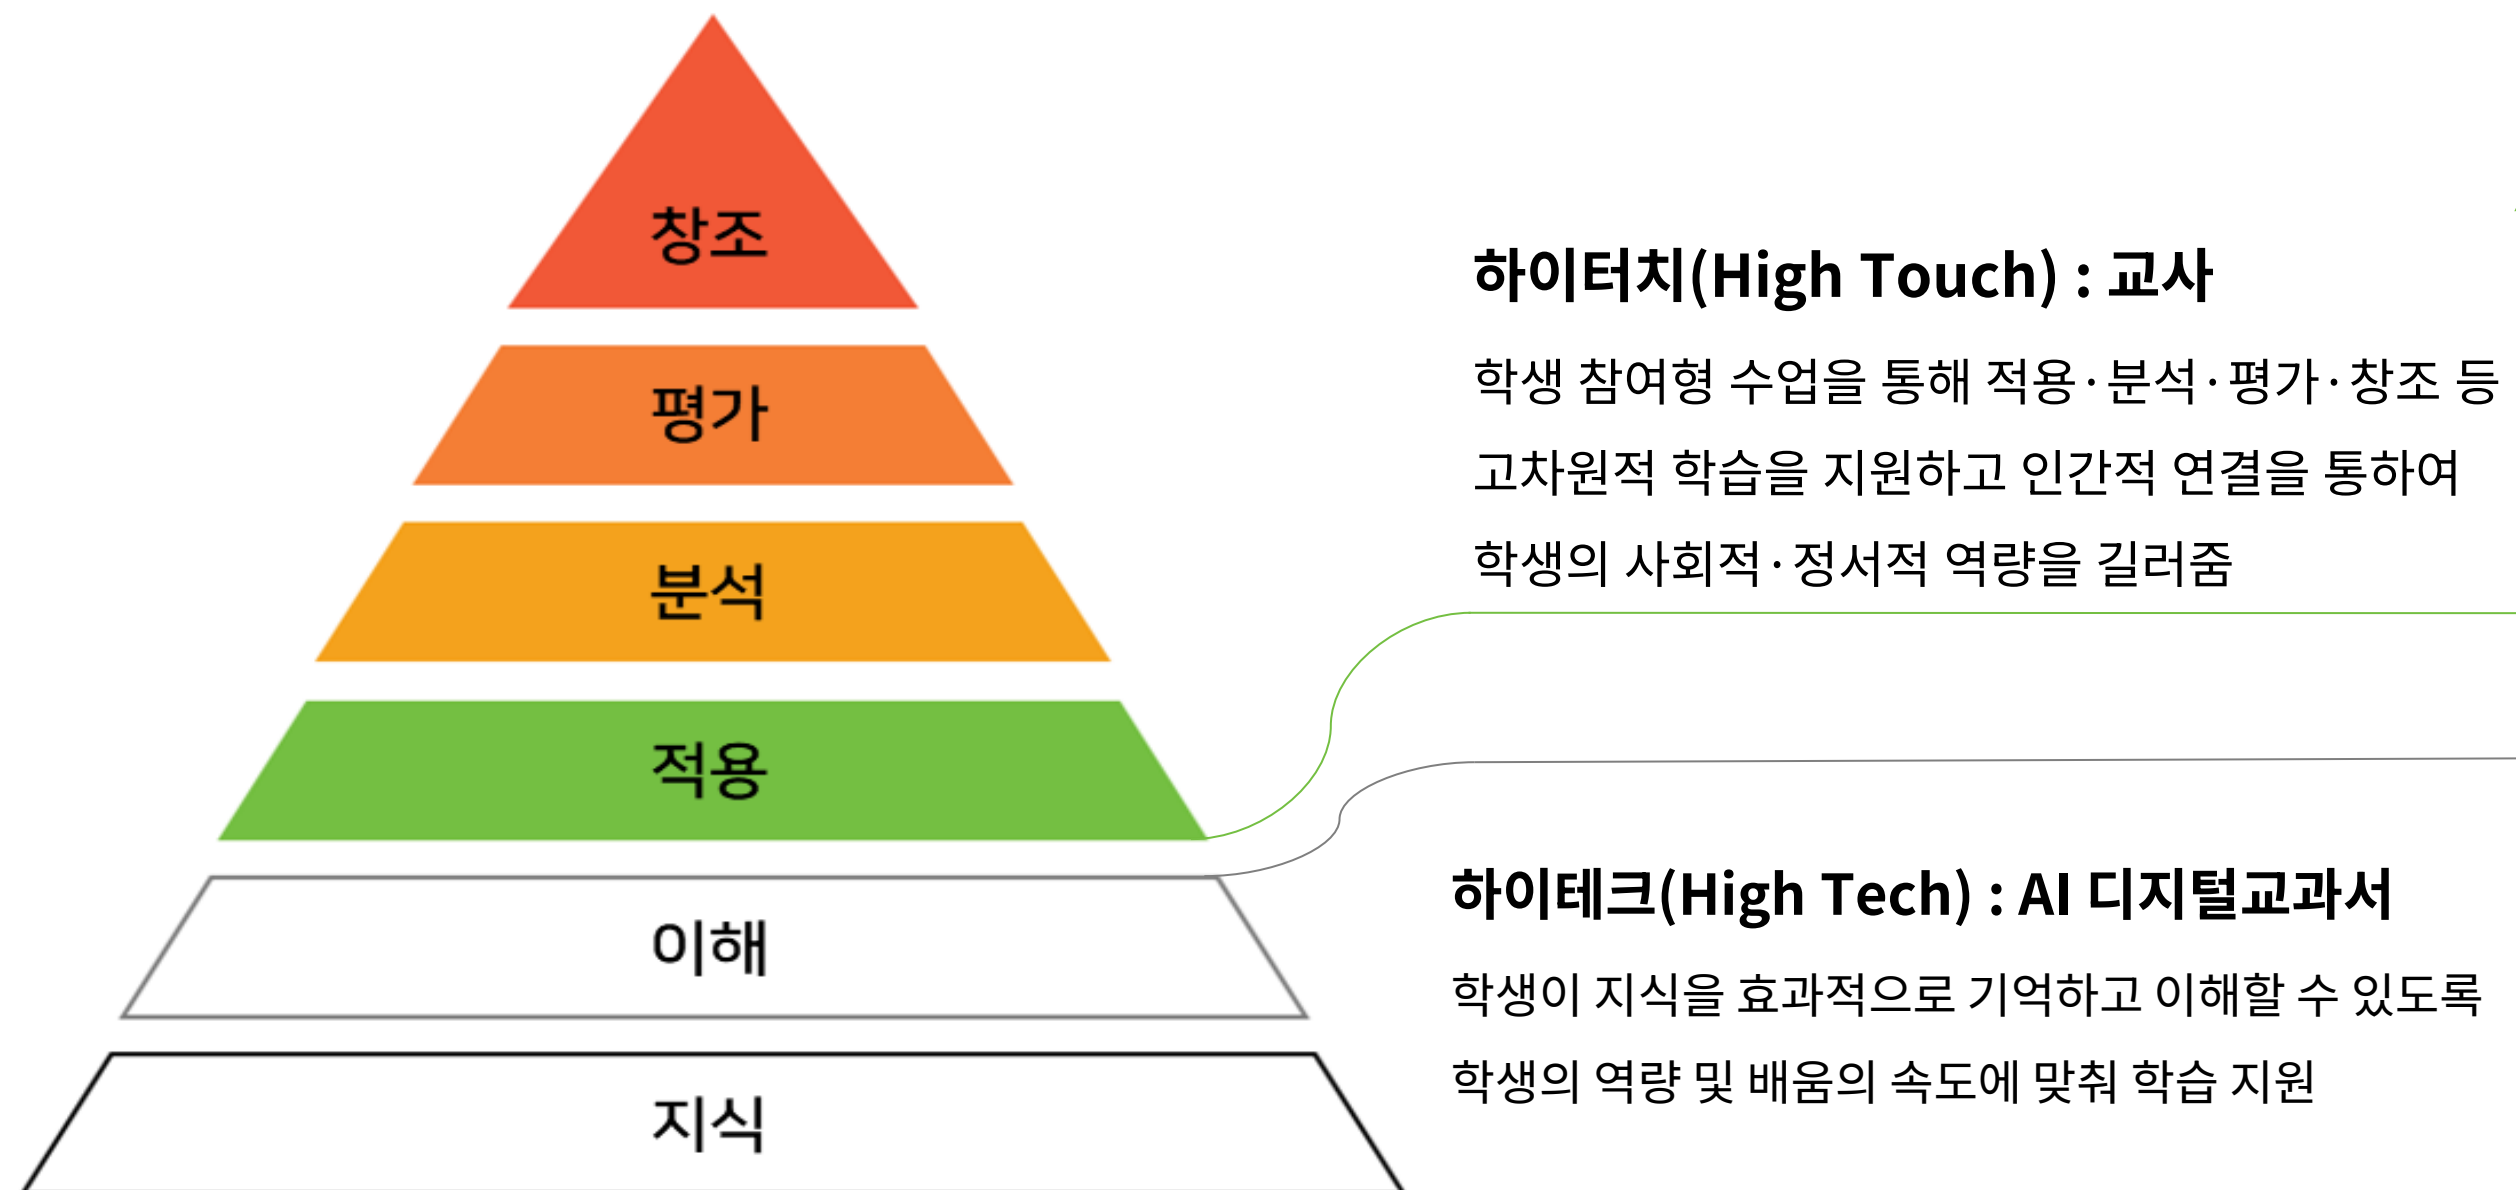 창조
평가
분석
적용
이해
지식
하이터치(High Touch) : 교사
학생 참여형 수업을 통해 적용·분석·평가·창조 등
고차원적 학습을 지원하고 인간적 연결을 통하여
학생의 사회적·정서적 역량을 길러줌
하이테크(High Tech) : AI 디지털교과서
학생이 지식을 효과적으로 기억하고 이해할 수 있도록
학생의 역량 및 배움의 속도에 맞춰 학습 지원